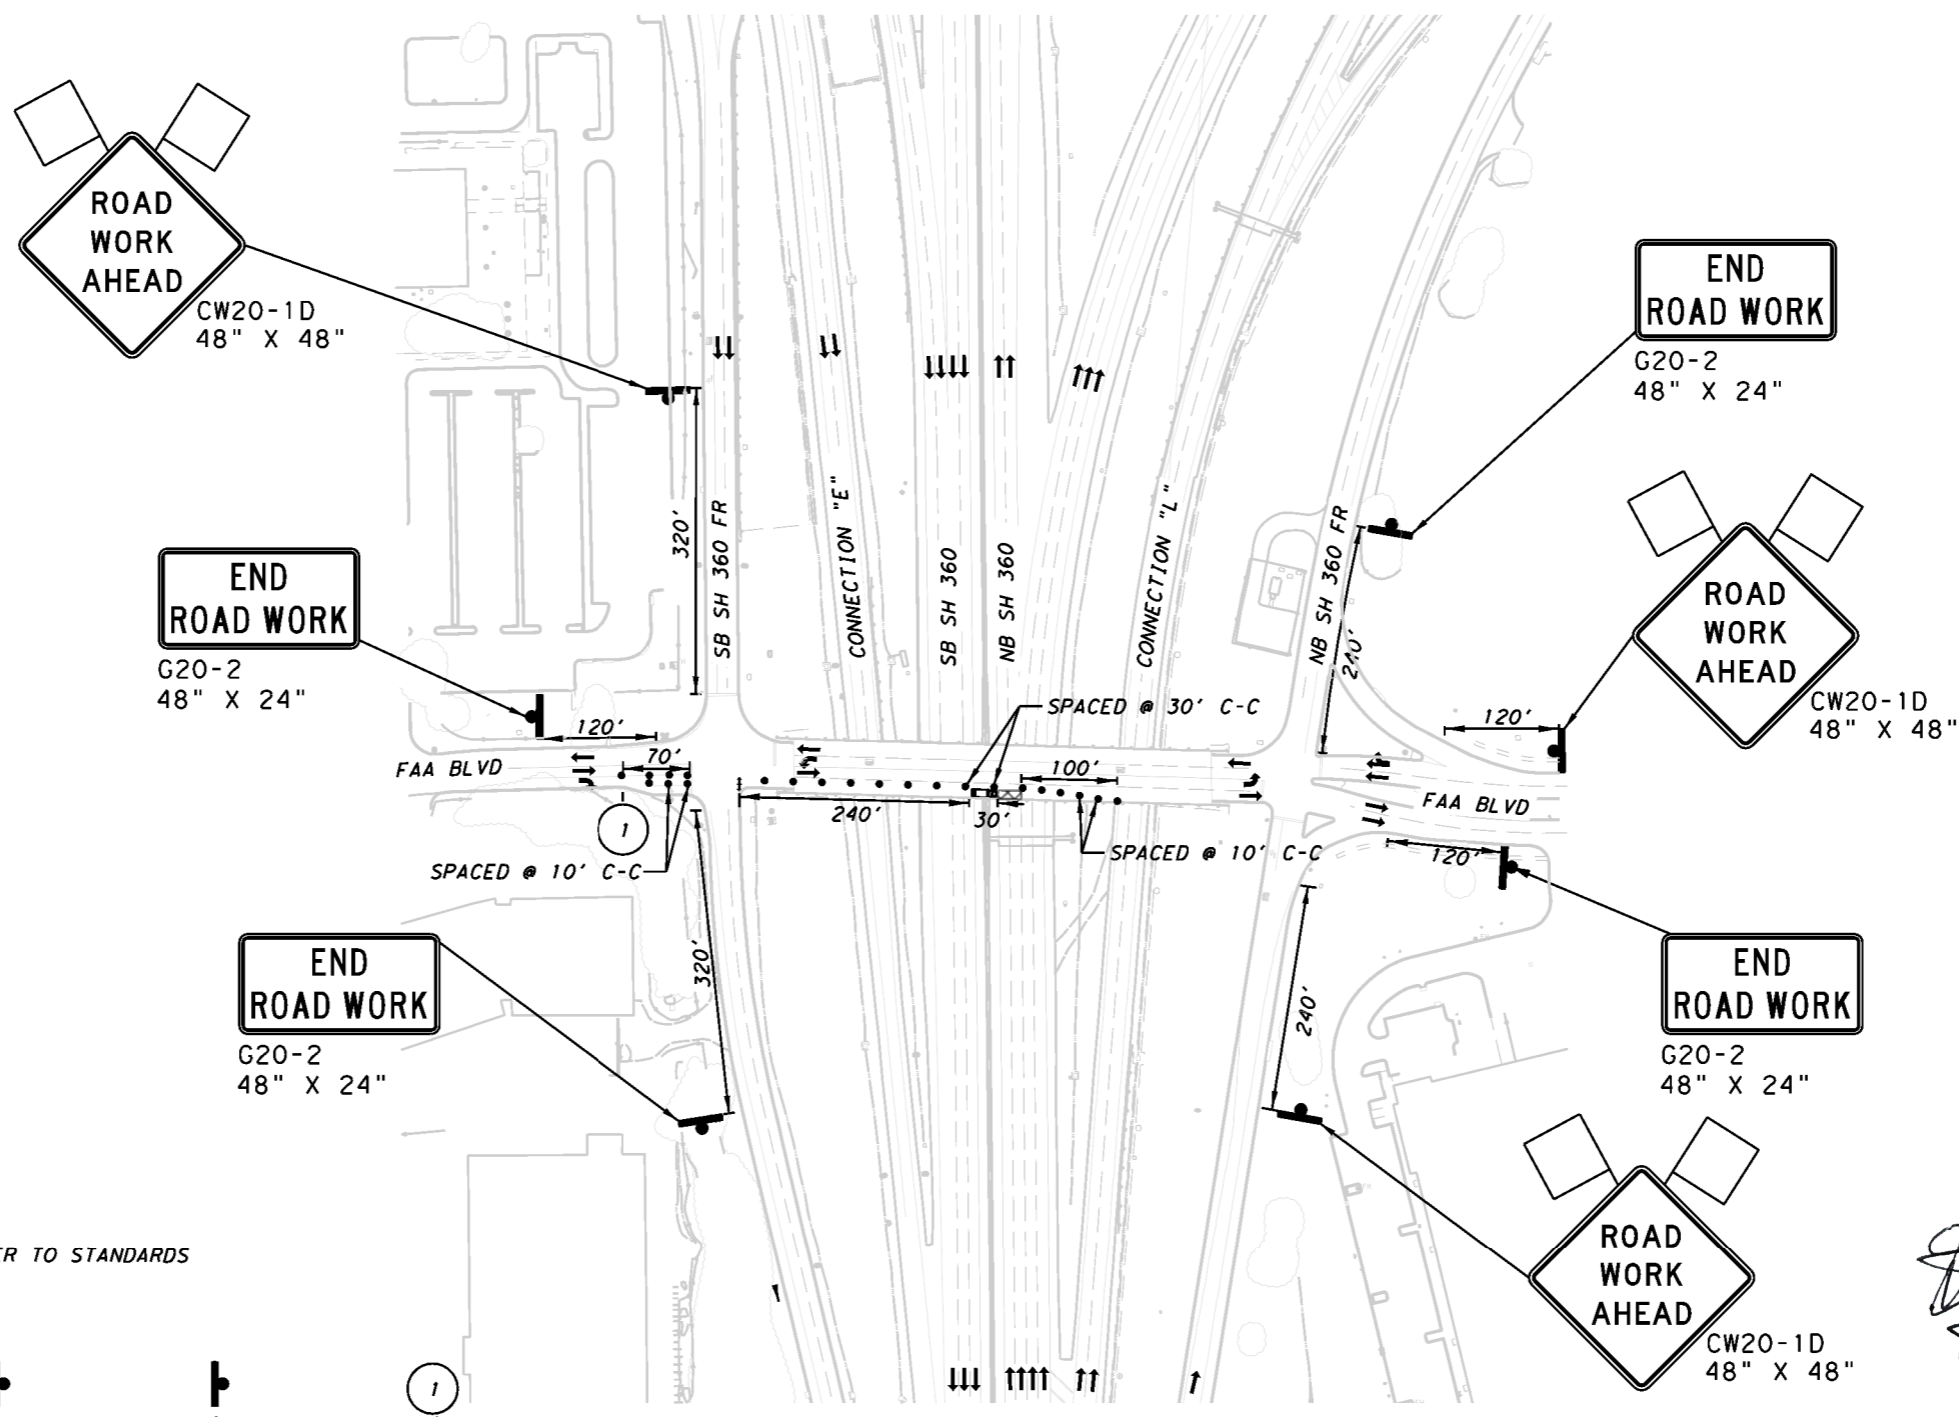 ROAD
WORK
AHEAD
CW20-1D
48" X 48"
END
ROAD WORK
G20-2
48" X 24"
ROAD
WORK
AHEAD
CW20-1D
48" X 48"
END
ROAD WORK
G20-2
48" X 24"
320'
SB SH 360 FR
CONNECTION "E"
SB SH 360
NB SH 360
CONNECTION "L"
NB SH 360 FR
240'
SPACED @ 30' C-C
120'
120'
70'
FAA BLVD
100'
240'
30'
FAA BLVD
1
SPACED @ 10' C-C
SPACED @ 10' C-C
120'
END
ROAD WORK
G20-2
48" X 24"
320'
240'
END
ROAD WORK
G20-2
48" X 24"
ROAD
WORK
AHEAD
CW20-1D
48" X 48"
TO STANDARDS
1